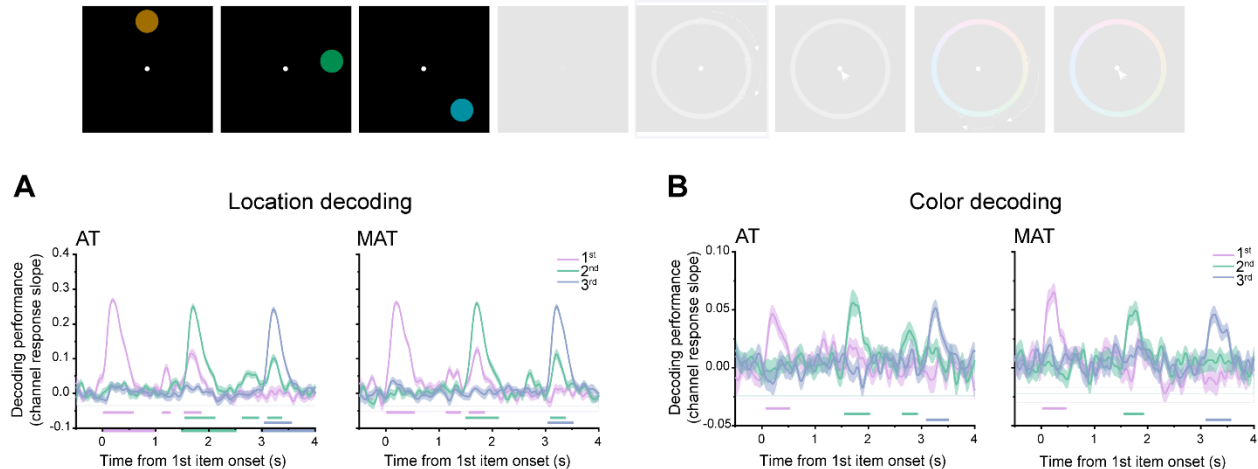 A
B
Location decoding
Color decoding
AT
MAT
AT
MAT
1st
2nd
3rd
1st
2nd
3rd
Decoding performance
(channel response slope)
0.4
0.3
0.2
0.1
0.0
-0.1
0
1
2
3
4
0
1
2
3
4
Time from 1st item onset (s)
Time from 1st item onset (s)
Decoding performance
(channel response slope)
0.10
0.05
0.00
-0.05
0
1
2
3
4
0
1
2
3
4
Time from 1st item onset (s)
Time from 1st item onset (s)